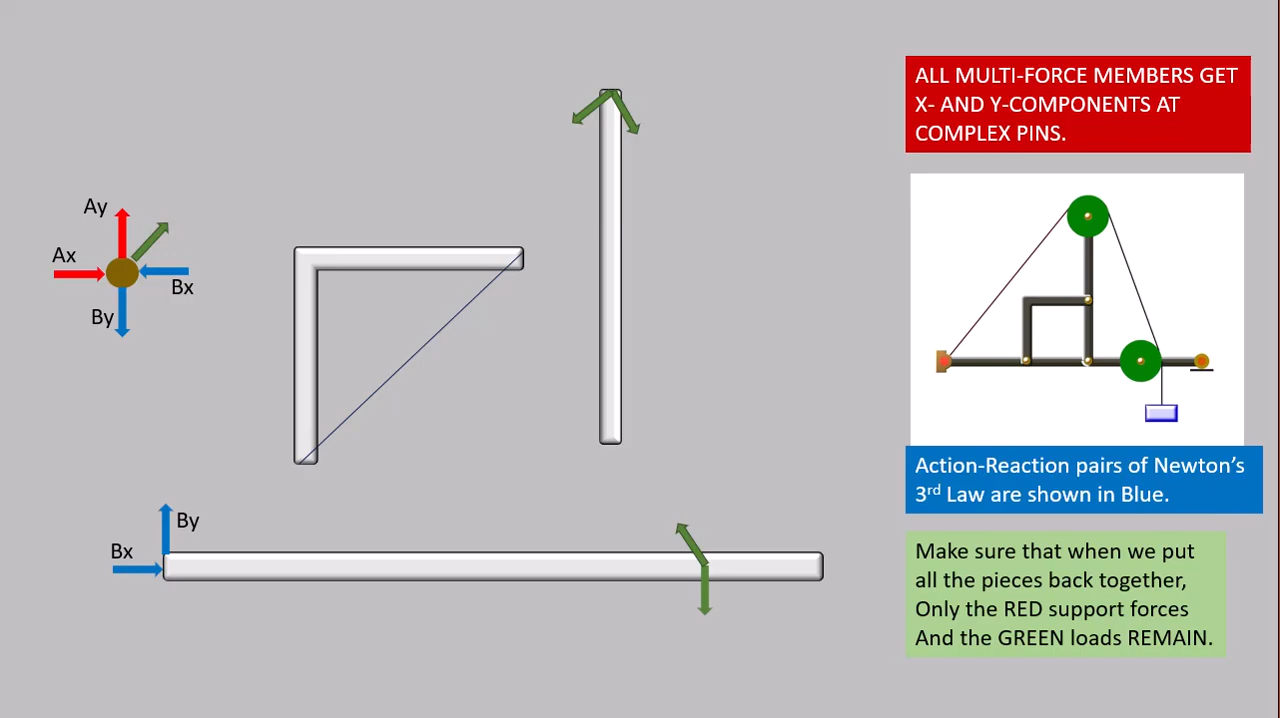 ALL MULTI-FORCE MEMBERS GET
X- AND Y-COMPONENTS AT
COMPLEX PINS.
Ay
Ax
Bx
By
By
Bx
Action-Reaction pairs of Newton’s
3rd Law are shown in Blue.
Make sure that when we put
all the pieces back together,
Only the RED support forces
And the GREEN loads REMAIN.